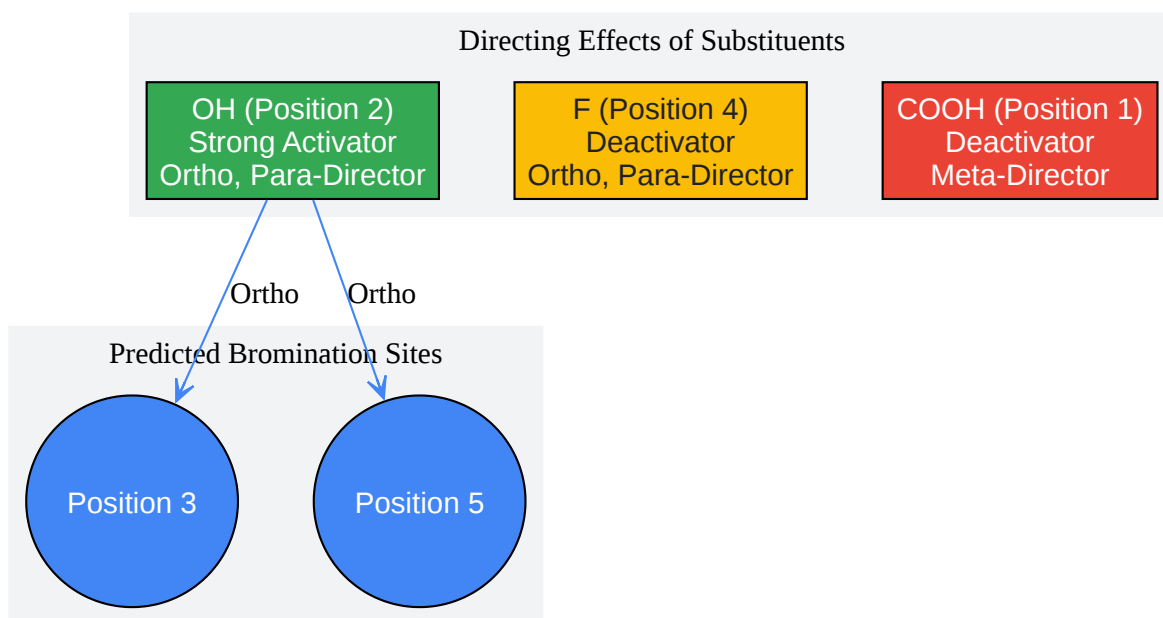 Directing Effects of Substituents
OH (Position 2)
Strong Activator
Ortho, Para-Director
F (Position 4)
Deactivator
Ortho, Para-Director
COOH (Position 1)
Deactivator
Meta-Director
Ortho
Ortho
Predicted Bromination Sites
Position 3
Position 5